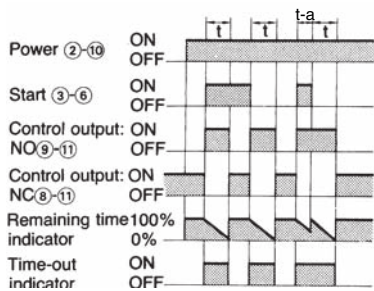 t t t-a t
Power ②-⑩ ON
OFF
Start ③-⑥ ON
OFF
Control output: ON
NO⑨-⑪ OFF
Control output: ON
NC⑧-⑪ OFF
Remaining time 100%
indicator 0%
Time-out ON
indicator OFF